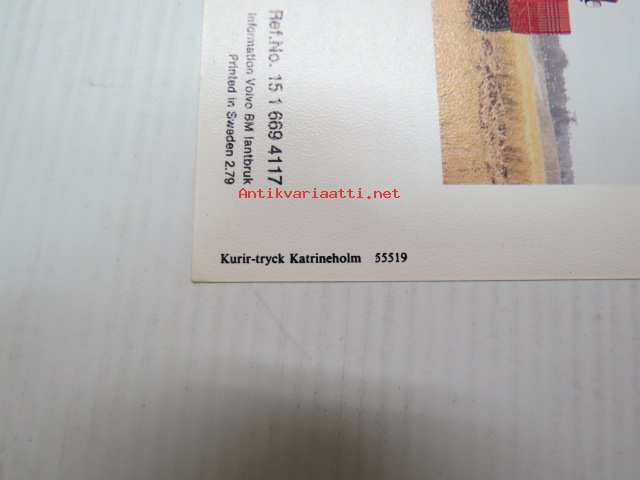 Ref.No. 15 1 669 4117
Information Volvo BM lantbruk
Printed in Sweden 2.79
Antikvariaatti.net
Kurir-tryck Katrineholm 55519